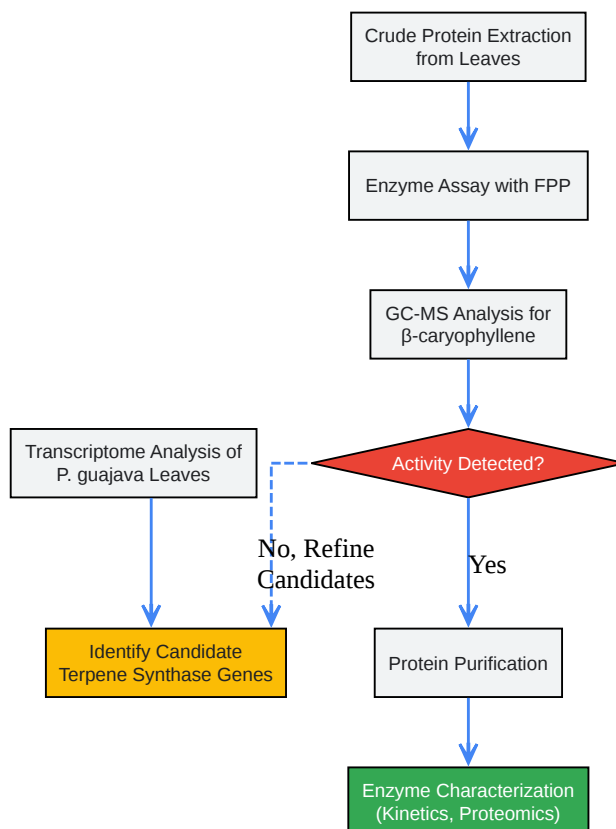 Crude Protein Extraction
from Leaves
Enzyme Assay with FPP
GC-MS Analysis for
β-caryophyllene
Transcriptome Analysis of
P. guajava Leaves
Activity Detected?
No, Refine
Candidates
Yes
Identify Candidate
Terpene Synthase Genes
Protein Purification
Enzyme Characterization
(Kinetics, Proteomics)